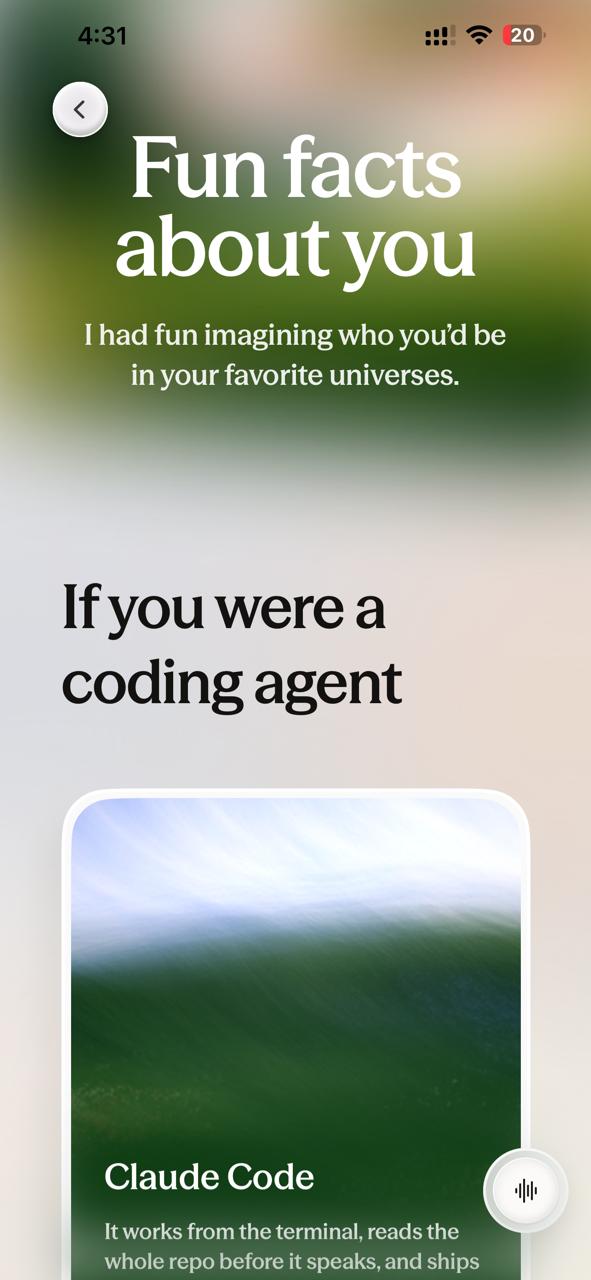 4:31
20
Fun facts
about you
I had fun imagining who you’d be
in your favorite universes.
If you were a
coding agent
Claude Code
It works from the terminal, reads the
whole repo before it speaks, and ships